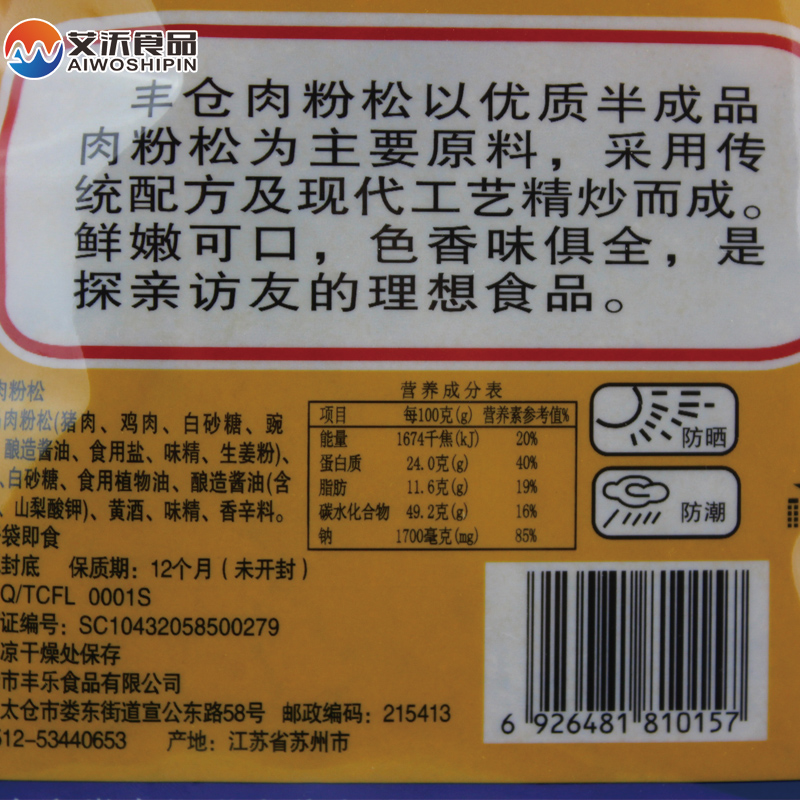 艾沃食品
AIWOSHIPIN
丰仓肉粉松以优质半成品
肉粉松为主要原料，采用传
统配方及现代工艺精炒而成。
鲜嫩可口，色香味俱全，是
探亲访友的理想食品。
肉粉松
肉粉松(猪肉、鸡肉、白砂糖、豌
酿造酱油、食用盐、味精、生姜粉)、
、白砂糖、食用植物油、酿造酱油(含
、山梨酸钾)、黄酒、味精、香辛料。
袋即食
封底 保质期：12个月（未开封）
Q/TCFL 0001S
证编号：SC10432058500279
凉干燥处保存
市丰乐食品有限公司
太仓市娄东街道宣公东路58号 邮政编码：215413
512-53440653 产地：江苏省苏州市
营养成分表
项目 每100克(g) 营养素参考值%
能量 1674千焦(kJ) 20%
蛋白质 24.0克(g) 40%
脂肪 11.6克(g) 19%
碳水化合物 49.2克(g) 16%
钠 1700毫克(mg) 85%
防晒
防潮
6 926481 810157